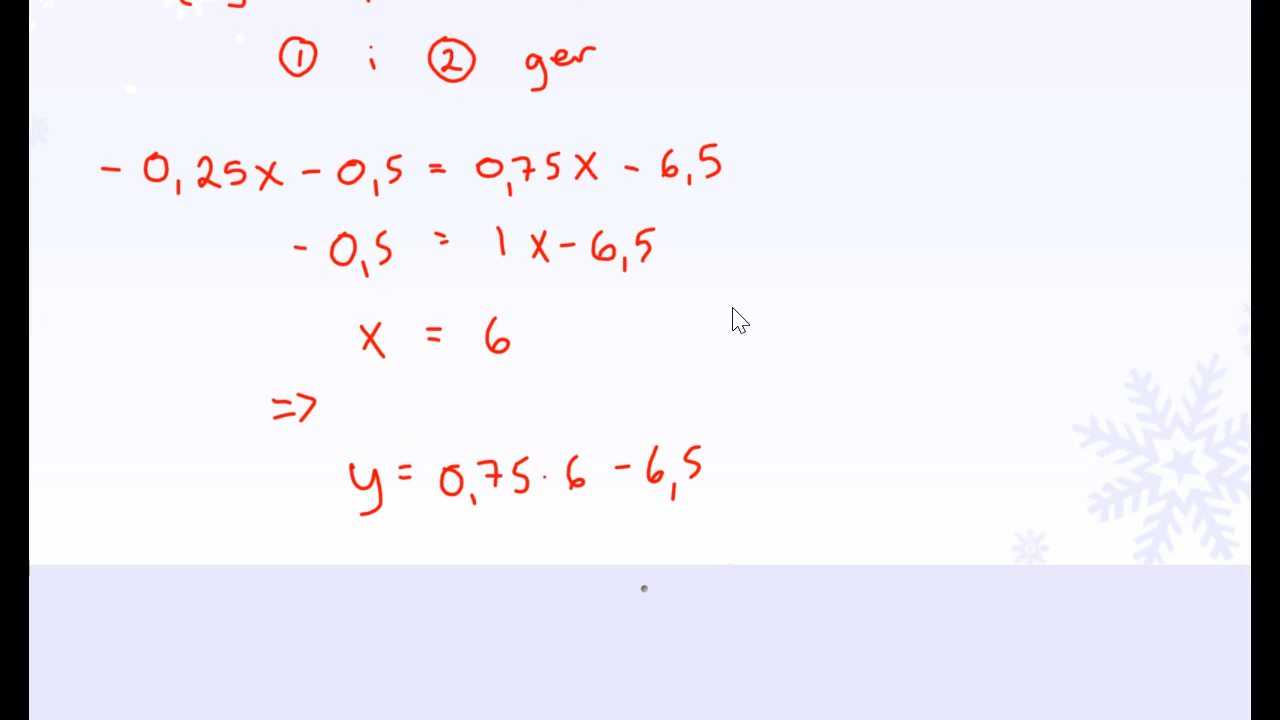 ① i ② ger
- 0,25x - 0,5 = 0,75x - 6,5
- 0,5 = 1x - 6,5
x = 6
=>
y = 0,75 · 6 - 6,5